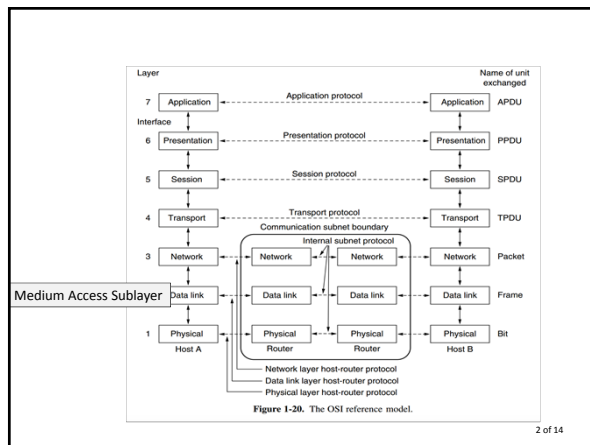 Layer
Name of unit exchanged
7 Application Application protocol Application APDU
Interface
6 Presentation Presentation protocol Presentation PPDU
5 Session Session protocol Session SPDU
4 Transport Transport protocol Transport TPDU
Communication subnet boundary
Internal subnet protocol
3 Network Network Network Network Packet
Medium Access Sublayer Data link Data link Data link Data link Frame
1 Physical Physical Physical Physical Bit
Host A Router Router Host B
Network layer host-router protocol
Data link layer host-router protocol
Physical layer host-router protocol
Figure 1-20. The OSI reference model.
2 of 14